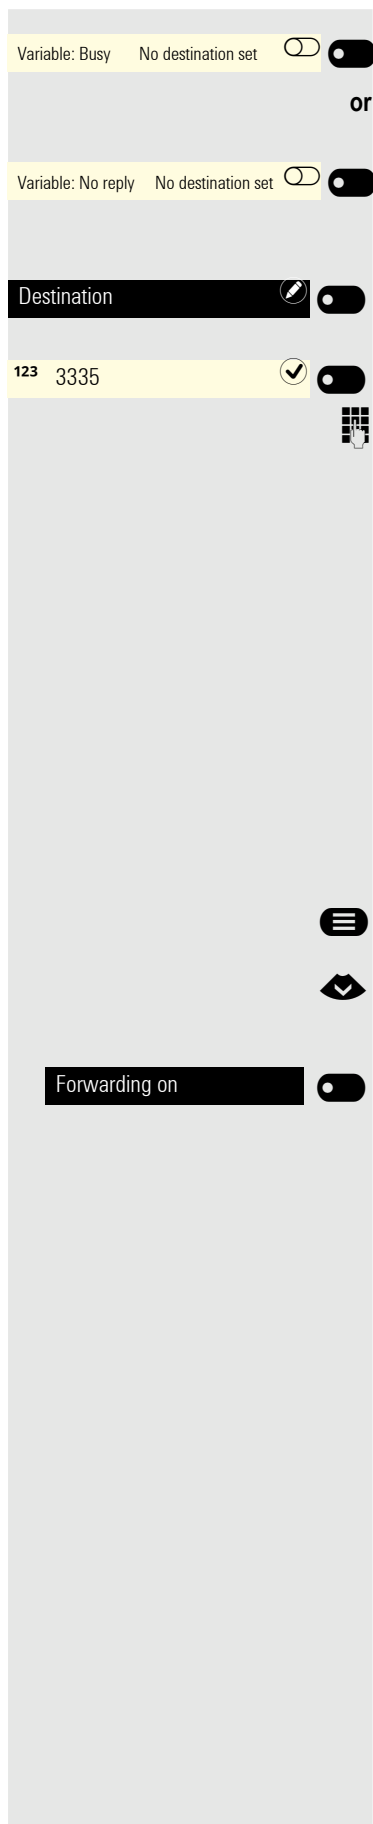 Variable: Busy No destination set
or
Variable: No reply No destination set
Destination
123 3335
Forwarding on